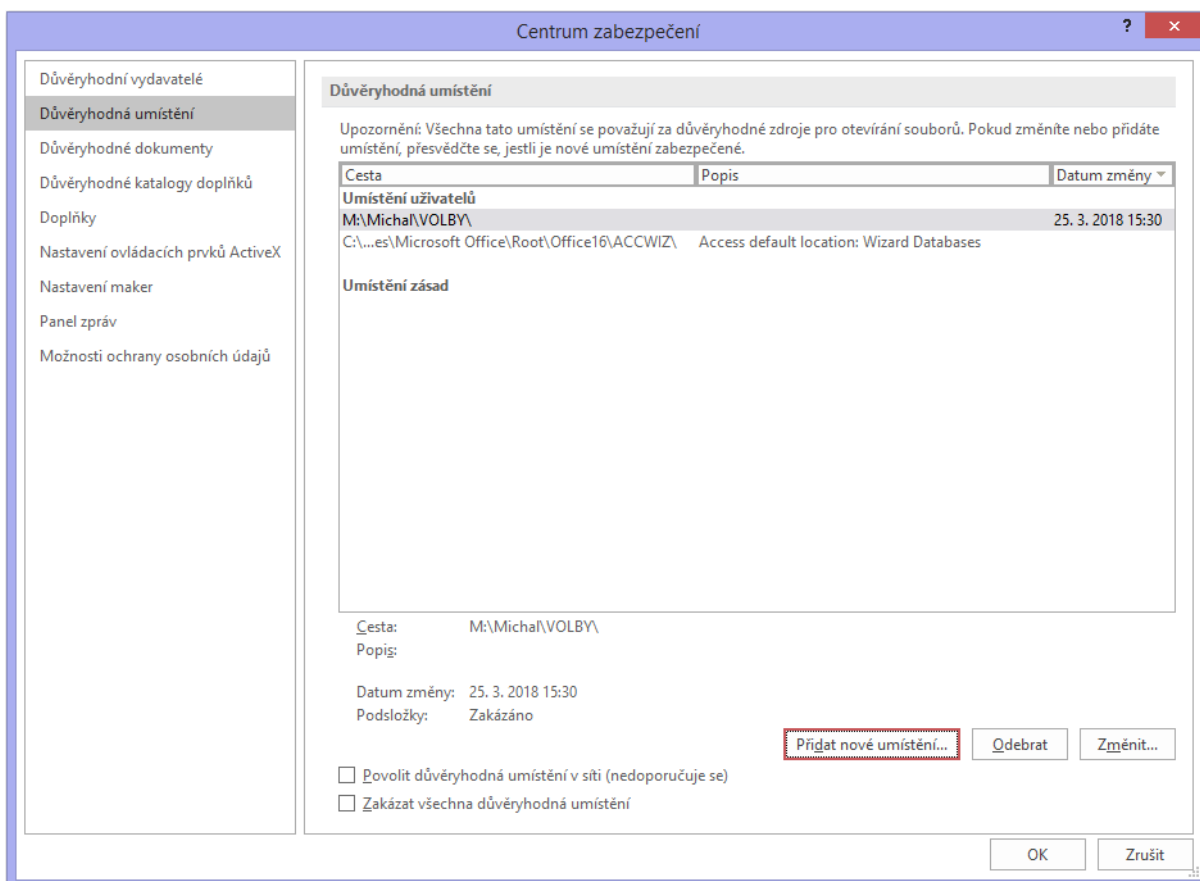 Centrum zabezpečení
?
Důvěryhodní vydavatelé
Důvěryhodná umístění
Důvěryhodné dokumenty
Důvěryhodné katalogy doplňků
Doplňky
Nastavení ovládacích prvků ActiveX
Nastavení maker
Panel zpráv
Možnosti ochrany osobních údajů
Důvěryhodná umístění
Upozornění: Všechna tato umístění se považují za důvěryhodné zdroje pro otevírání souborů. Pokud změníte nebo přidáte
umístění, přesvědčte se, jestli je nové umístění zabezpečené.
Cesta Popis Datum změny
Umístění uživatelů
M:\Michal\VOLBY\ 25. 3. 2018 15:30
C:\...es\Microsoft Office\Root\Office16\ACCWIZ\ Access default location: Wizard Databases
Umístění zásad
Cesta: M:\Michal\VOLBY\
Popis:
Datum změny: 25. 3. 2018 15:30
Podsložky: Zakázáno
Přidat nové umístění... Odebrat Změnit...
Povolit důvěryhodná umístění v síti (nedoporučuje se)
Zakázat všechna důvěryhodná umístění
OK Zrušit